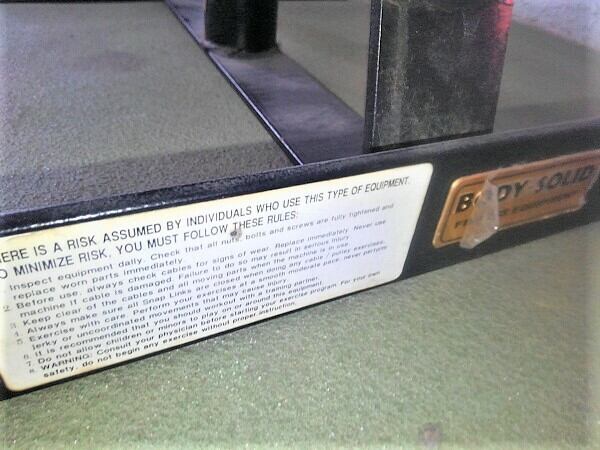 ERE IS A RISK ASSUMED BY INDIVIDUALS WHO USE THIS TYPE OF EQUIPMENT.
O MINIMIZE RISK, YOU MUST FOLLOW THESE RULES:
Inspect equipment daily. Check that all nuts, bolts and screws are fully tightened and
replace worn parts immediately.
2. Before use, always check cables for signs of wear. Replace immediately. Never use
machine if cable is damaged. Failure to do so may result in serious injury.
3. Keep clear of the cables and all moving parts when the machine is in use.
4. Always make sure all Snap Links are closed when doing any cable / pulley exercises.
5. Exercise with care. Perform your exercises at a moderate pace, never perform
jerky or uncoordinated movements that may cause injury.
6. It is recommended that you should workout with a training partner.
7. Do not allow children or minors to play on or around this equipment.
8. WARNING: Consult your physician before starting your exercise program. For your own
safety, do not begin any exercise without proper instruction.
BODY-SOLID
EQUIPMENT